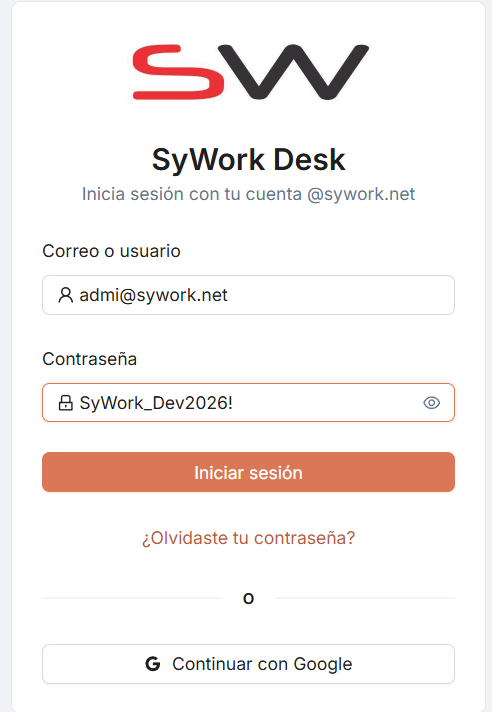 SW
SyWork Desk
Inicia sesión con tu cuenta @sywork.net
Correo o usuario
admi@sywork.net
Contraseña
SyWork_Dev2026!
Iniciar sesión
¿Olvidaste tu contraseña?
O
G Continuar con Google